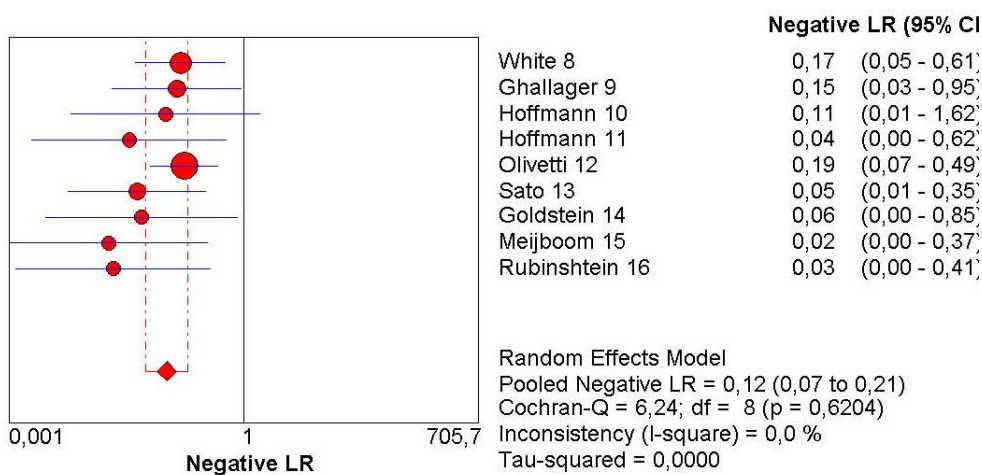 Negative LR (95% CI
White 8 0,17 (0,05 - 0,61)
Ghallager 9 0,15 (0,03 - 0,95)
Hoffmann 10 0,11 (0,01 - 1,62)
Hoffmann 11 0,04 (0,00 - 0,62)
Olivetti 12 0,19 (0,07 - 0,49)
Sato 13 0,05 (0,01 - 0,35)
Goldstein 14 0,06 (0,00 - 0,85)
Meijboom 15 0,02 (0,00 - 0,37)
Rubinshtein 16 0,03 (0,00 - 0,41)
Random Effects Model
Pooled Negative LR = 0,12 (0,07 to 0,21)
Cochran-Q = 6,24; df = 8 (p = 0,6204)
Inconsistency (I-square) = 0,0 %
Tau-squared = 0,0000
0,001 1 705,7
Negative LR